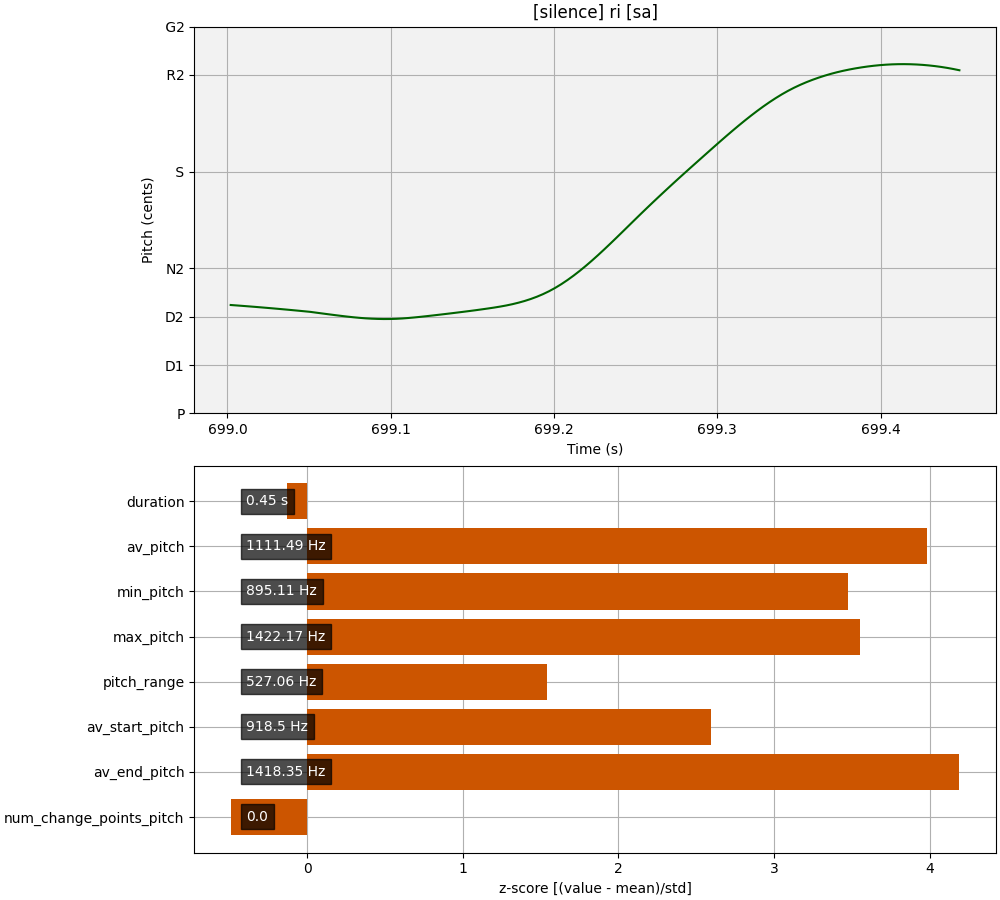 [silence] ri [sa]
G2
R2
S
N2
D2
D1
P
Pitch (cents)
699.0 699.1 699.2 699.3 699.4
Time (s)
duration 0.45 s
av_pitch 1111.49 Hz
min_pitch 895.11 Hz
max_pitch 1422.17 Hz
pitch_range 527.06 Hz
av_start_pitch 918.5 Hz
av_end_pitch 1418.35 Hz
num_change_points_pitch 0.0
0 1 2 3 4
z-score [(value - mean)/std]